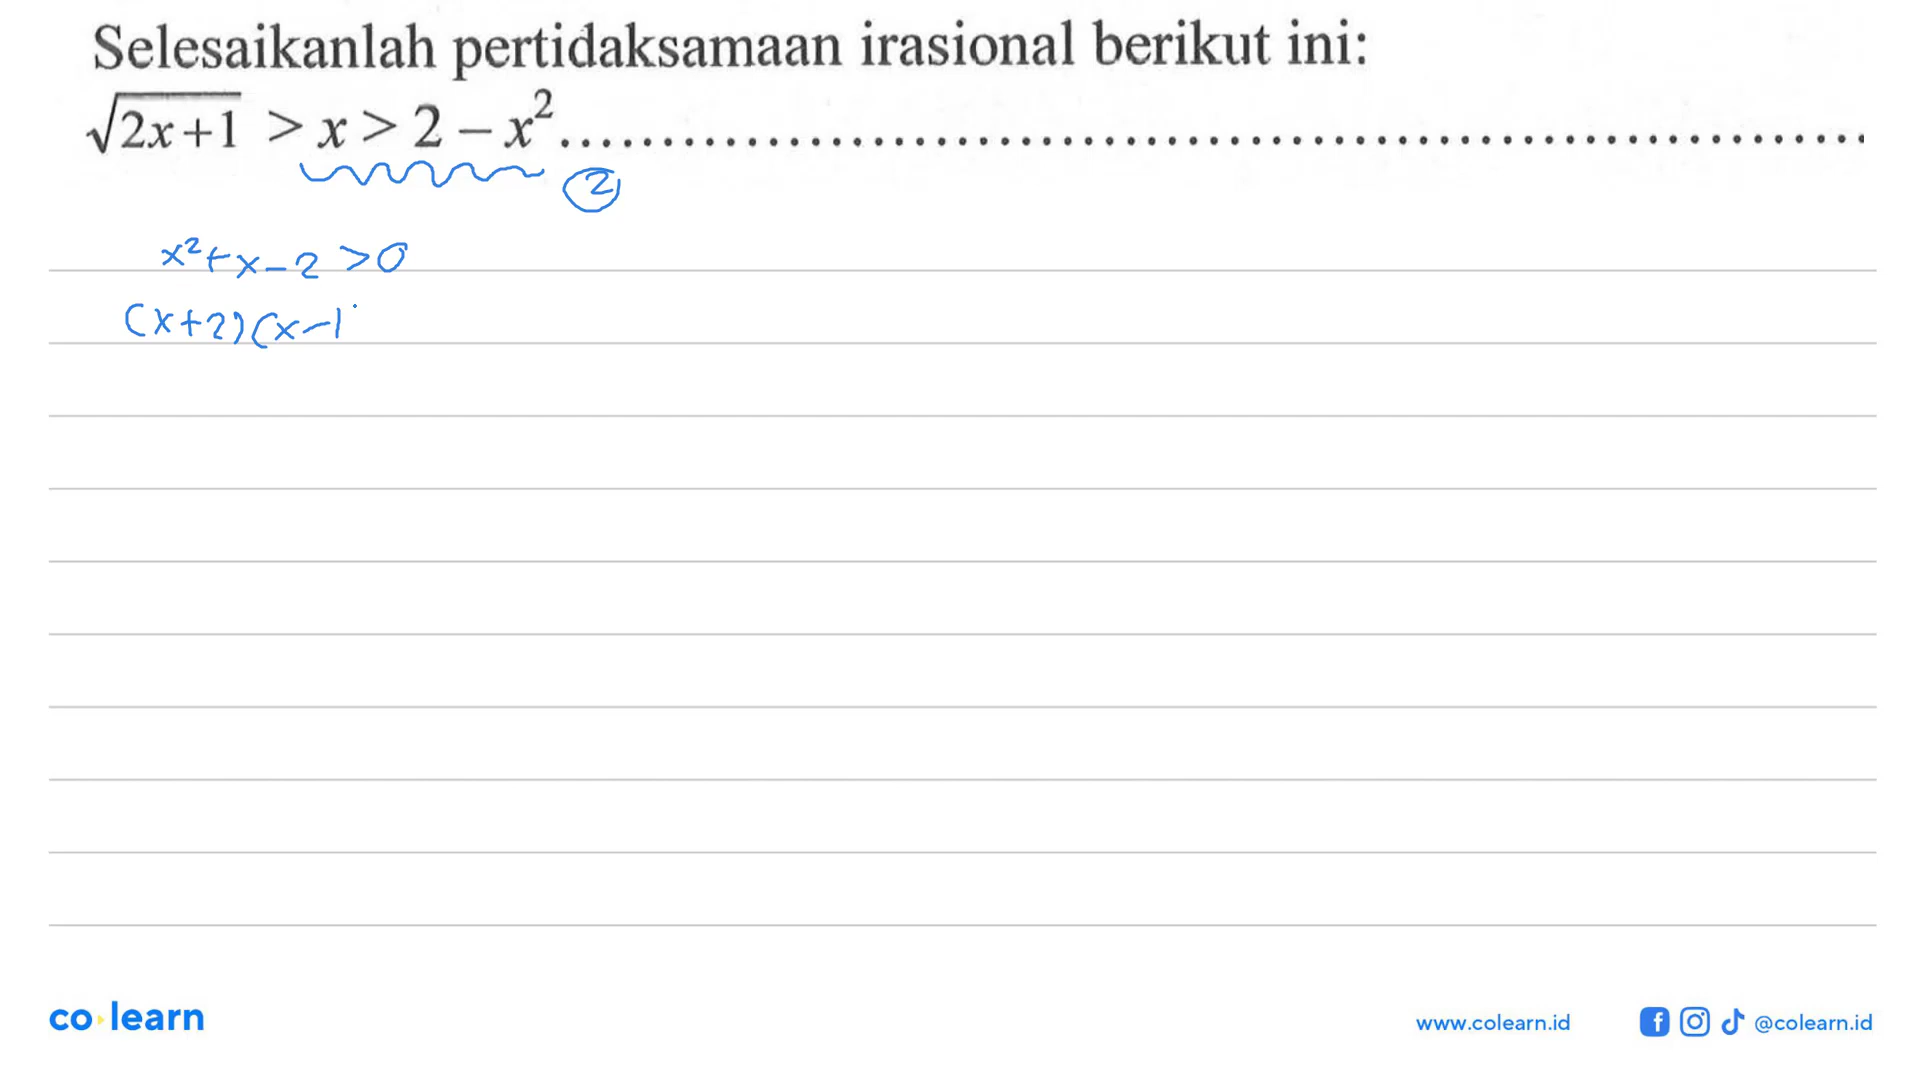 Selesaikanlah pertidaksamaan irasional berikut ini:
√2x+1 > x > 2 – x²..............................................................
②
x²+x-2 >0
(x+2)(x-1
co learn
www.colearn.id
@colearn.id